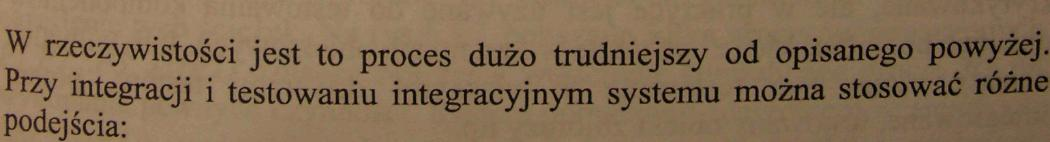 W rzeczywistości jest to proces dużo trudniejszy od opisanego powyżej.
Przy integracji i testowaniu integracyjnym systemu można stosować różne
podejścia: